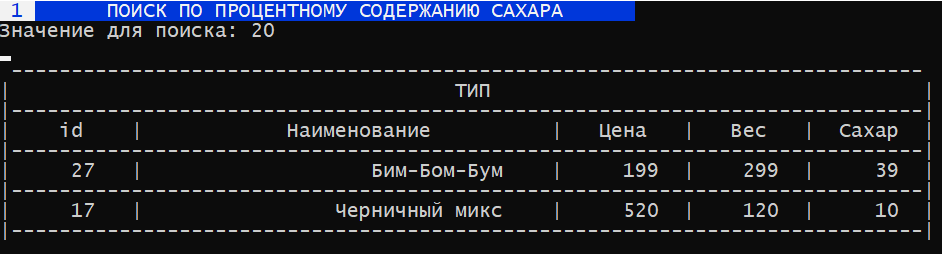 1 ПОИСК ПО ПРОЦЕНТНОМУ СОДЕРЖАНИЮ САХАРА
Значение для поиска: 20
ТИП
id | Наименование | Цена | Вес | Сахар
27 | Бим-Бом-Бум | 199 | 299 | 39
17 | Черничный микс | 520 | 120 | 10